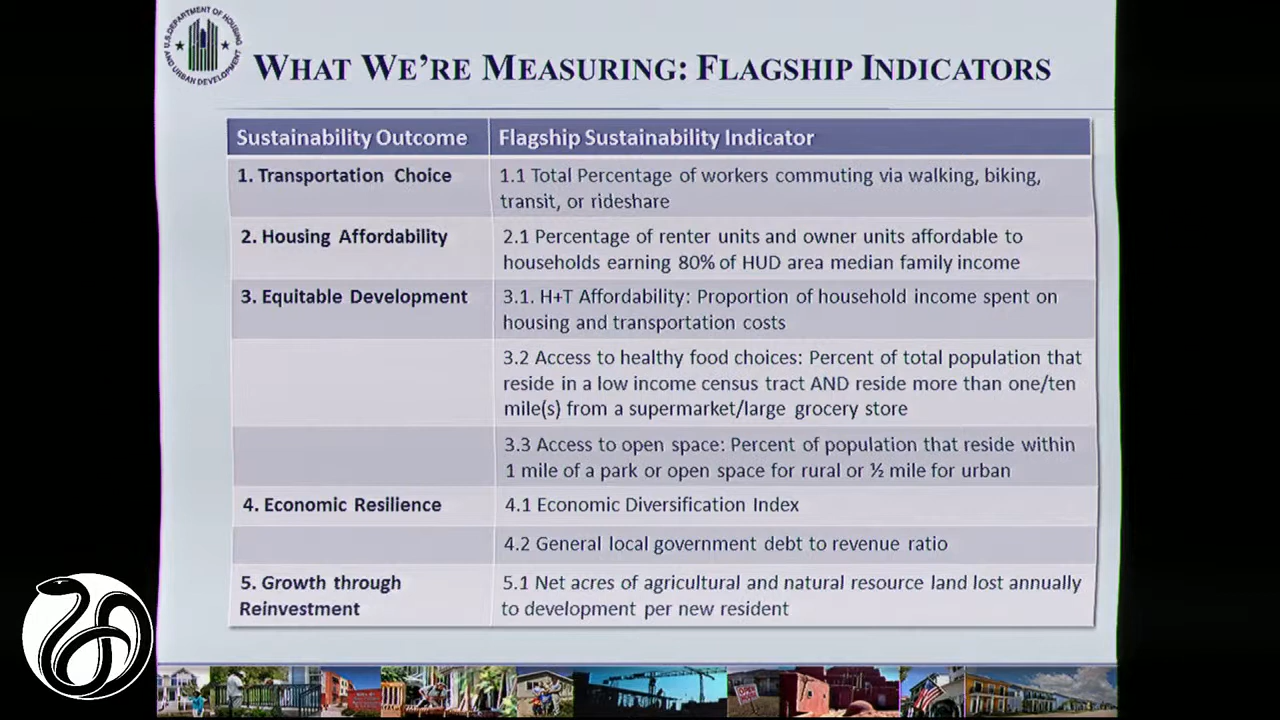 U.S.DEPARTMENT OF HOUSING AND URBAN DEVELOPMENT
WHAT WE'RE MEASURING: FLAGSHIP INDICATORS
Sustainability Outcome
Flagship Sustainability Indicator
1. Transportation Choice
1.1 Total Percentage of workers commuting via walking, biking,
transit, or rideshare
2. Housing Affordability
2.1 Percentage of renter units and owner units affordable to
households earning 80% of HUD area median family income
3. Equitable Development
3.1. H+T Affordability: Proportion of household income spent on
housing and transportation costs
3.2 Access to healthy food choices: Percent of total population that
reside in a low income census tract AND reside more than one/ten
mile(s) from a supermarket/large grocery store
3.3 Access to open space: Percent of population that reside within
1 mile of a park or open space for rural or ½ mile for urban
4. Economic Resilience
4.1 Economic Diversification Index
4.2 General local government debt to revenue ratio
5. Growth through
Reinvestment
5.1 Net acres of agricultural and natural resource land lost annually
to development per new resident